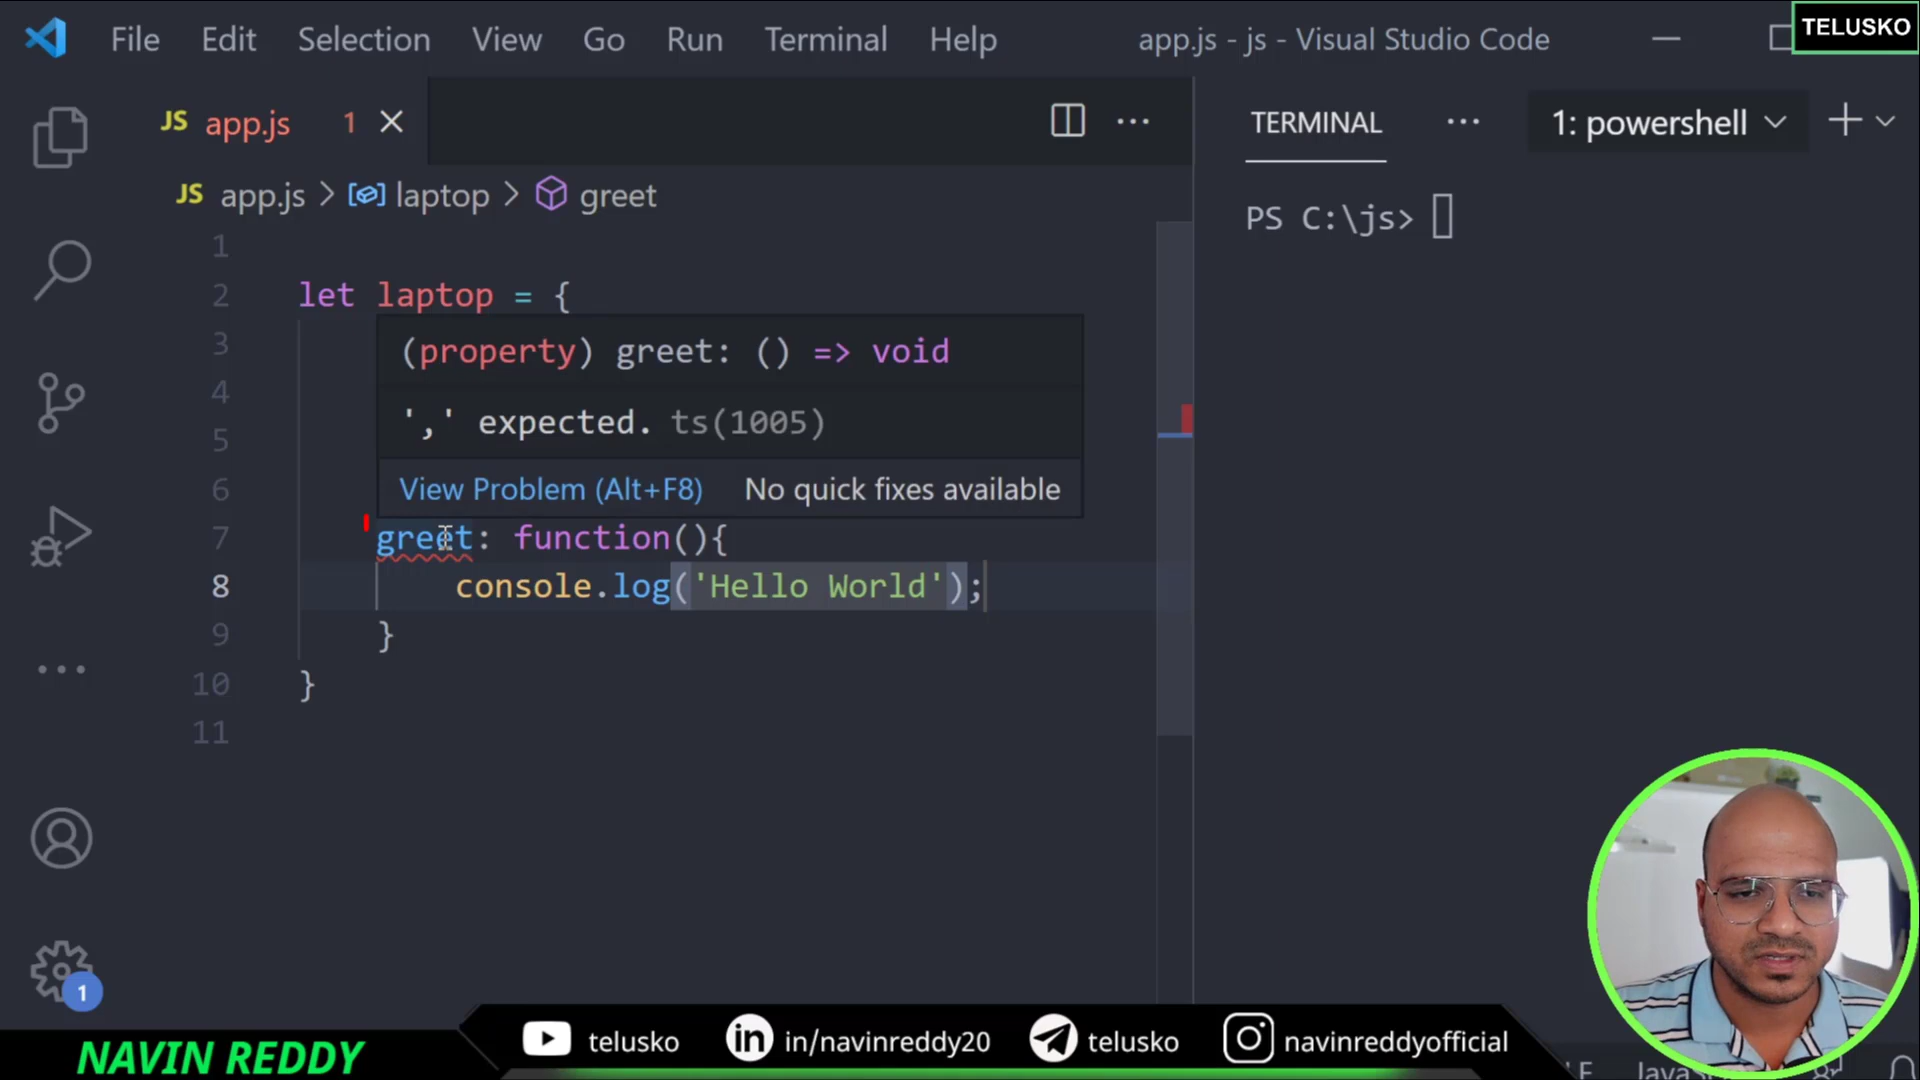 File Edit Selection View Go Run Terminal Help app.js - js - Visual Studio Code TELUSKO
JS app.js 1
TERMINAL ··· 1: powershell
JS app.js > laptop > greet
PS C:\js>
1
2 let laptop = {
3 (property) greet: () => void
4
',' expected. ts(1005)
5
6 View Problem (Alt+F8) No quick fixes available
7 greet: function(){
8 console.log('Hello World');
9 }
10 }
11
1
NAVIN REDDY telusko in in/navinreddy20 telusko navinreddyofficial